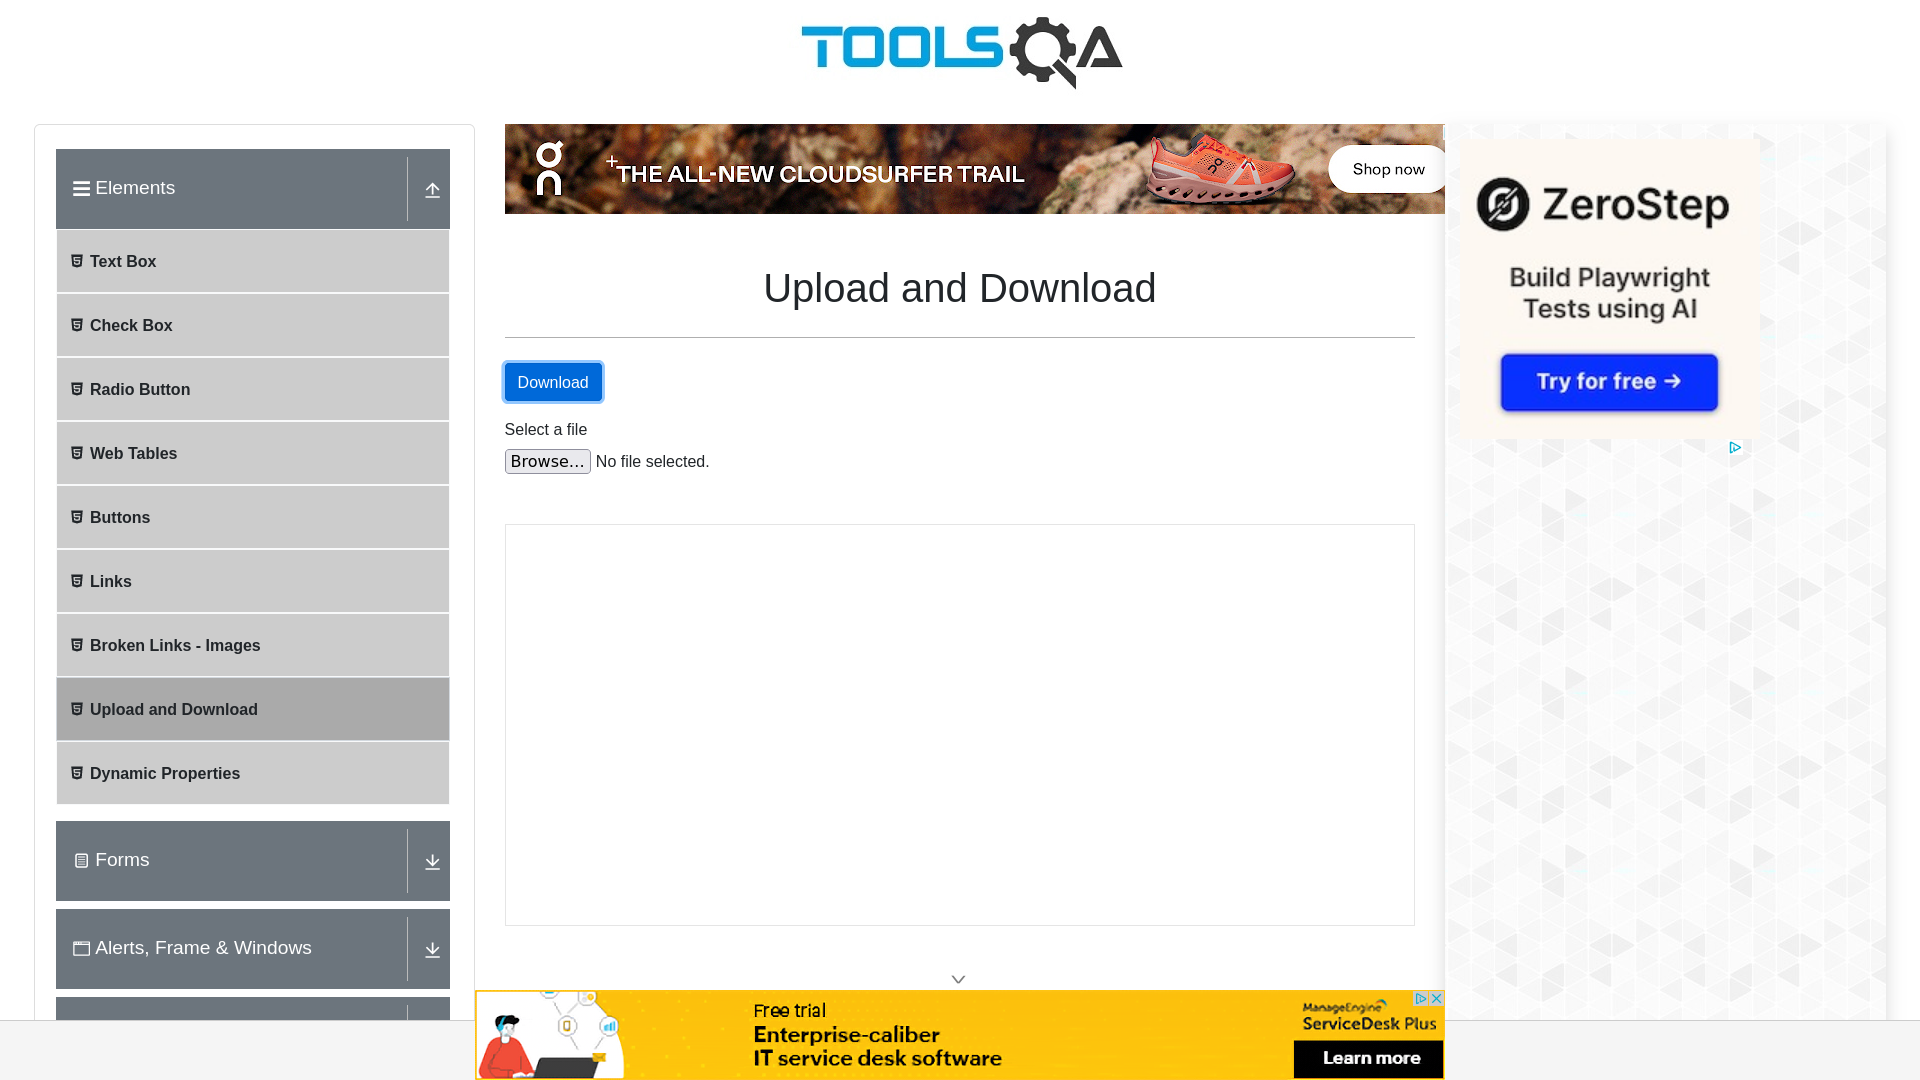 TOOLSQA
Elements
Text Box
Check Box
Radio Button
Web Tables
Buttons
Links
Broken Links - Images
Upload and Download
Dynamic Properties
Forms
Alerts, Frame & Windows
THE ALL-NEW CLOUDSURFER TRAIL
Shop now
Upload and Download
Download
Select a file
Browse... No file selected.
ZeroStep
Build Playwright
Tests using AI
Try for free →
Free trial
Enterprise-caliber
IT service desk software
ManageEngine
ServiceDesk Plus
Learn more